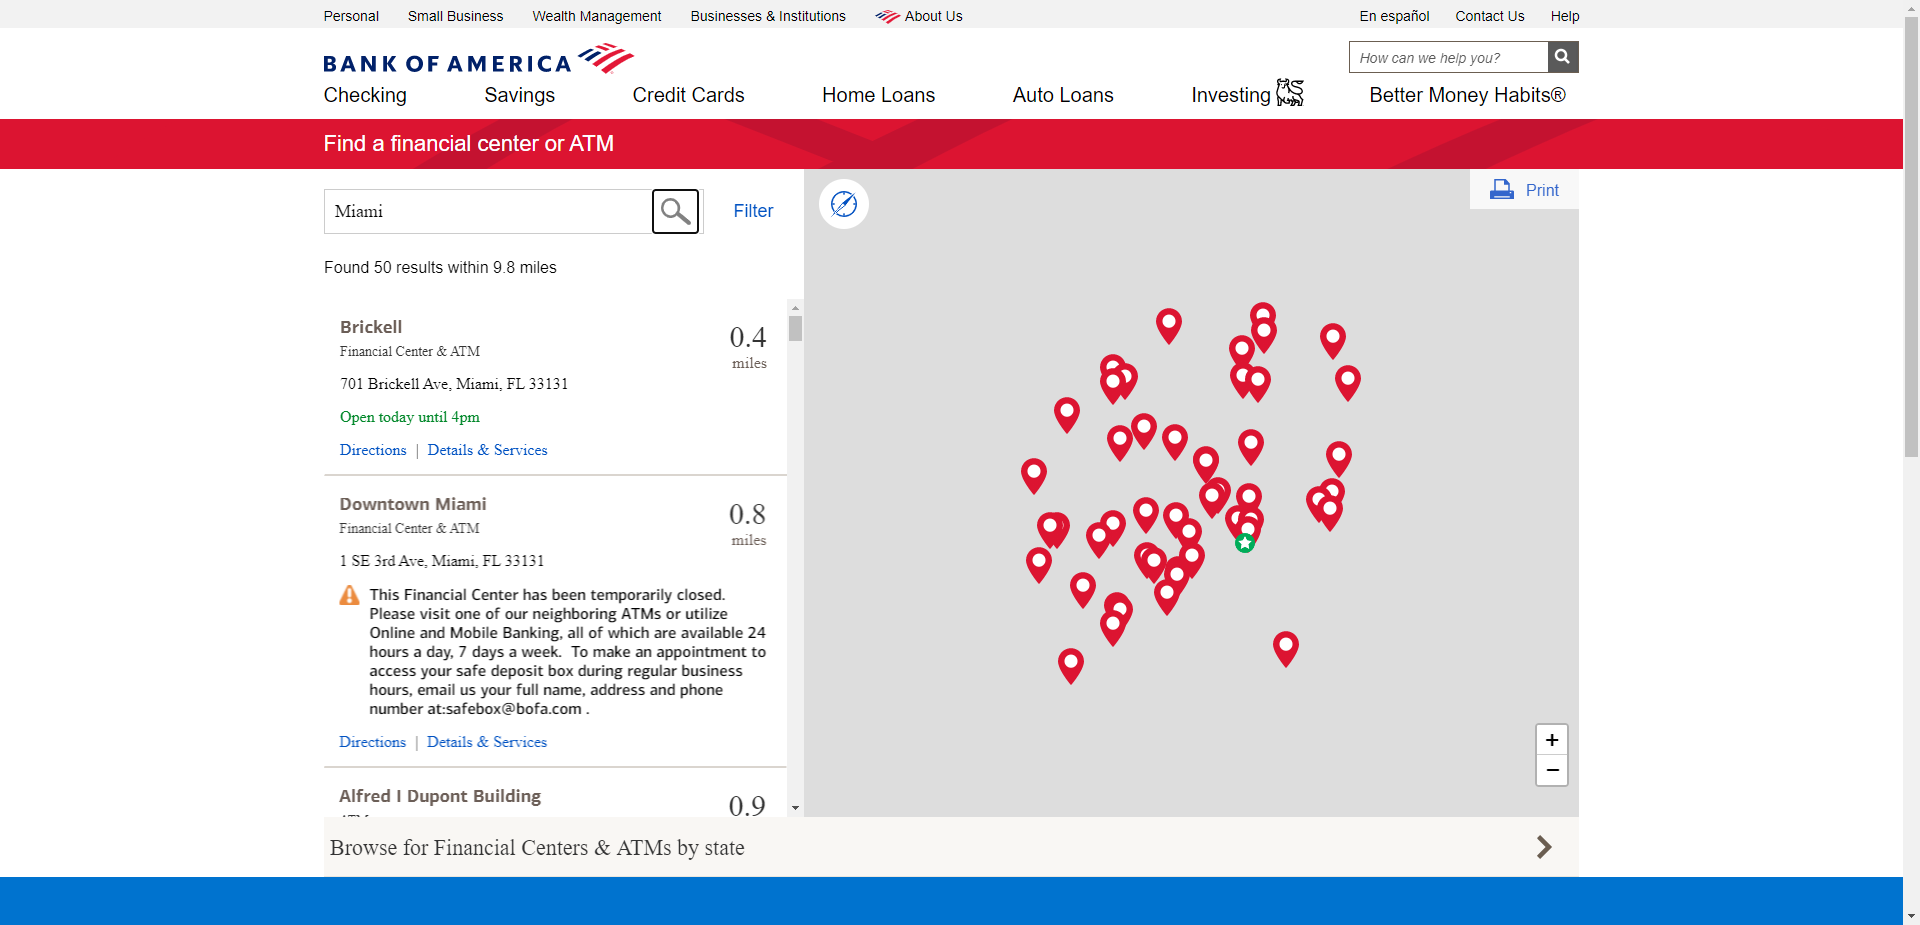 Personal Small Business Wealth Management Businesses & Institutions About Us En español Contact Us Help
BANK OF AMERICA
How can we help you?
Checking Savings Credit Cards Home Loans Auto Loans Investing Better Money Habits®
Find a financial center or ATM
Miami
Filter
Print
Found 50 results within 9.8 miles
Brickell
0.4
miles
Financial Center & ATM
701 Brickell Ave, Miami, FL 33131
Open today until 4pm
Directions | Details & Services
Downtown Miami
0.8
miles
Financial Center & ATM
1 SE 3rd Ave, Miami, FL 33131
This Financial Center has been temporarily closed.
Please visit one of our neighboring ATMs or utilize
Online and Mobile Banking, all of which are available 24
hours a day, 7 days a week. To make an appointment to
access your safe deposit box during regular business
hours, email us your full name, address and phone
number at:safebox@bofa.com .
Directions | Details & Services
Alfred I Dupont Building
0.9
+
−
Browse for Financial Centers & ATMs by state